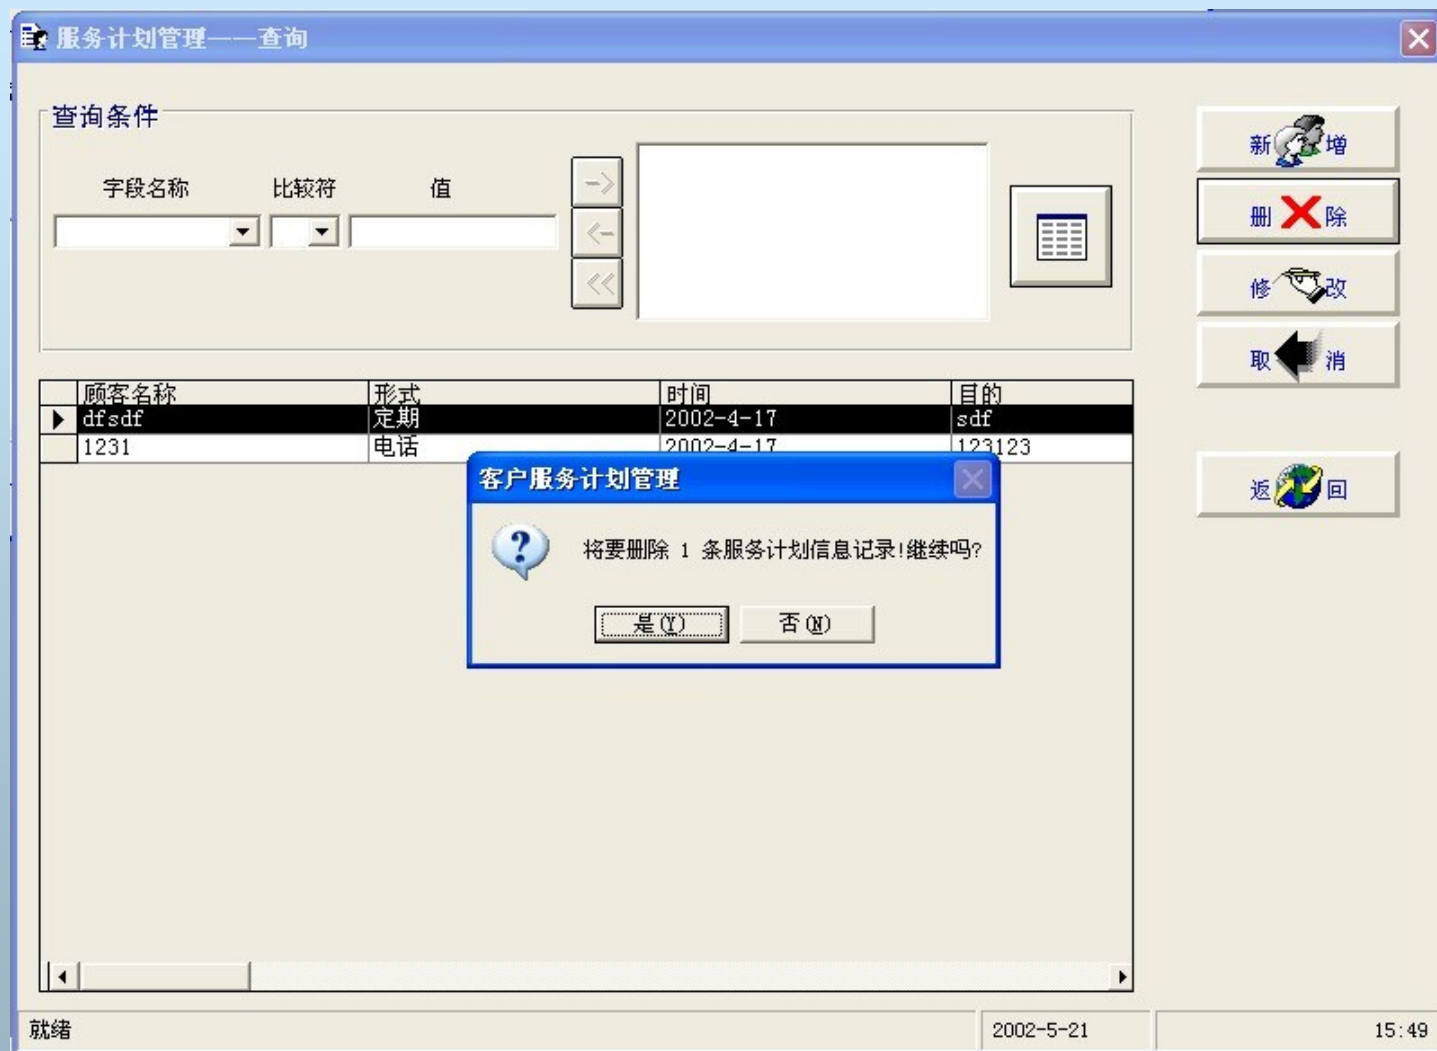 服务计划管理——查询
查询条件
字段名称 比较符 值
->
<-
<<
新增
删除
修改
取消
返回
顾客名称 形式 时间 目的
dfsdf 定期 2002-4-17 sdf
1231 电话 2002-4-17 123123
客户服务计划管理
将要删除 1 条服务计划信息记录!继续吗?
是(Y) 否(N)
就绪 2002-5-21 15:49